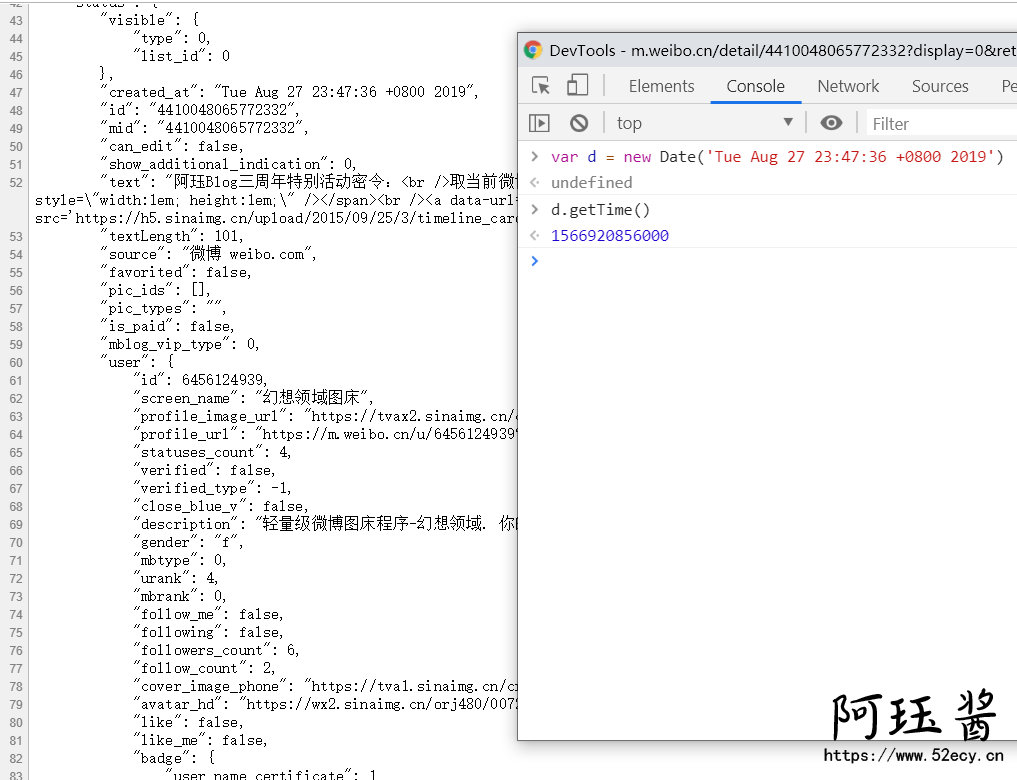 42 "status": {
43 "visible": {
44 "type": 0,
45 "list_id": 0
46 },
47 "created_at": "Tue Aug 27 23:47:36 +0800 2019",
48 "id": "4410048065772332",
49 "mid": "4410048065772332",
50 "can_edit": false,
51 "show_additional_indication": 0,
52 "text": "阿珏Blog三周年特别活动密令：<br />取当前微
style=\"width:1em; height:1em;\" /></span><br /><a data-url=
src='https://h5.sinaimg.cn/upload/2015/09/25/3/timeline_card
53 "textLength": 101,
54 "source": "微博 weibo.com",
55 "favorited": false,
56 "pic_ids": [],
57 "pic_types": "",
58 "is_paid": false,
59 "mblog_vip_type": 0,
60 "user": {
61 "id": 6456124939,
62 "screen_name": "幻想领域图床",
63 "profile_image_url": "https://tvax2.sinaimg.cn/
64 "profile_url": "https://m.weibo.cn/u/6456124939?
65 "statuses_count": 4,
66 "verified": false,
67 "verified_type": -1,
68 "close_blue_v": false,
69 "description": "轻量级微博图床程序-幻想领域. 你
70 "gender": "f",
71 "mbtype": 0,
72 "urank": 4,
73 "mbrank": 0,
74 "follow_me": false,
75 "following": false,
76 "followers_count": 6,
77 "follow_count": 2,
78 "cover_image_phone": "https://tva1.sinaimg.cn/cr
79 "avatar_hd": "https://wx2.sinaimg.cn/orj480/007
80 "like": false,
81 "like_me": false,
82 "badge": {
83 "user_name_certificate": 1
DevTools - m.weibo.cn/detail/4410048065772332?display=0&ret
Elements Console Network Sources Pe
top Filter
var d = new Date('Tue Aug 27 23:47:36 +0800 2019')
undefined
d.getTime()
1566920856000
阿珏酱
https://www.52ecy.cn